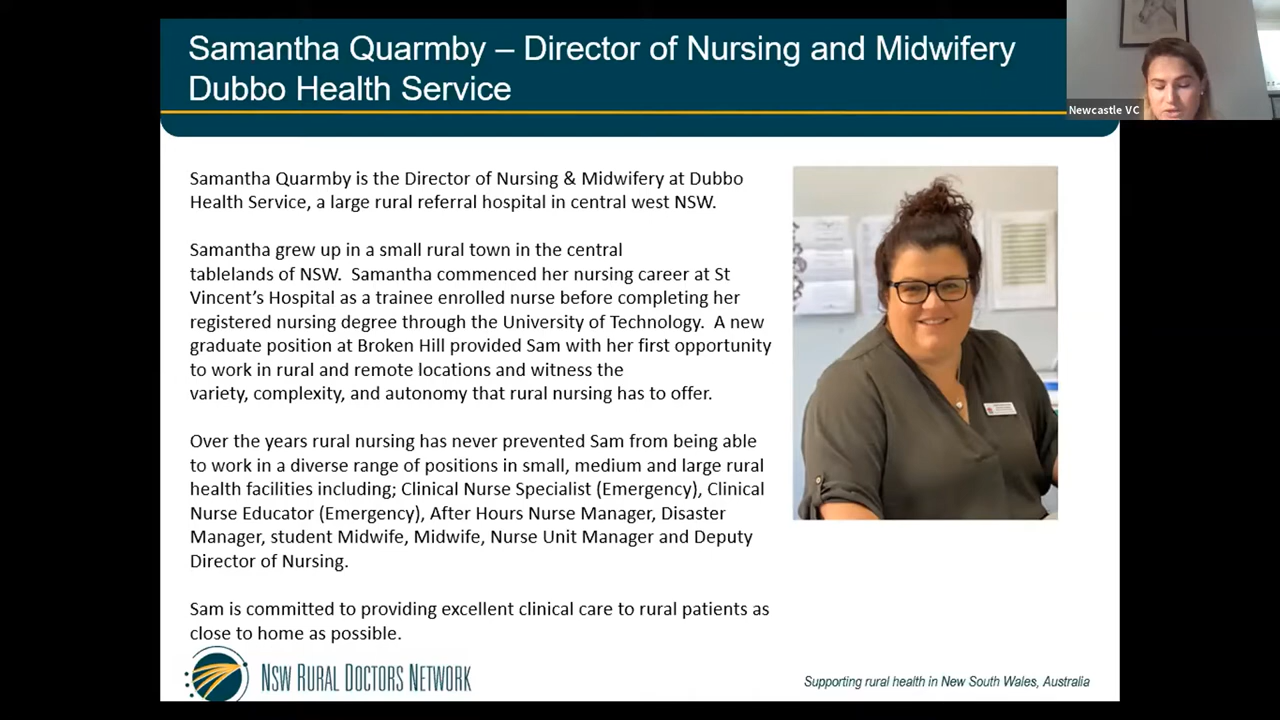 Samantha Quarmby – Director of Nursing and Midwifery
Dubbo Health Service
Newcastle VC
Samantha Quarmby is the Director of Nursing & Midwifery at Dubbo
Health Service, a large rural referral hospital in central west NSW.
Samantha grew up in a small rural town in the central
tablelands of NSW.  Samantha commenced her nursing career at St
Vincent’s Hospital as a trainee enrolled nurse before completing her
registered nursing degree through the University of Technology.  A new
graduate position at Broken Hill provided Sam with her first opportunity
to work in rural and remote locations and witness the
variety, complexity, and autonomy that rural nursing has to offer.
Over the years rural nursing has never prevented Sam from being able
to work in a diverse range of positions in small, medium and large rural
health facilities including; Clinical Nurse Specialist (Emergency), Clinical
Nurse Educator (Emergency), After Hours Nurse Manager, Disaster
Manager, student Midwife, Midwife, Nurse Unit Manager and Deputy
Director of Nursing.
Sam is committed to providing excellent clinical care to rural patients as
close to home as possible.
NSW RURAL DOCTORS NETWORK
Supporting rural health in New South Wales, Australia